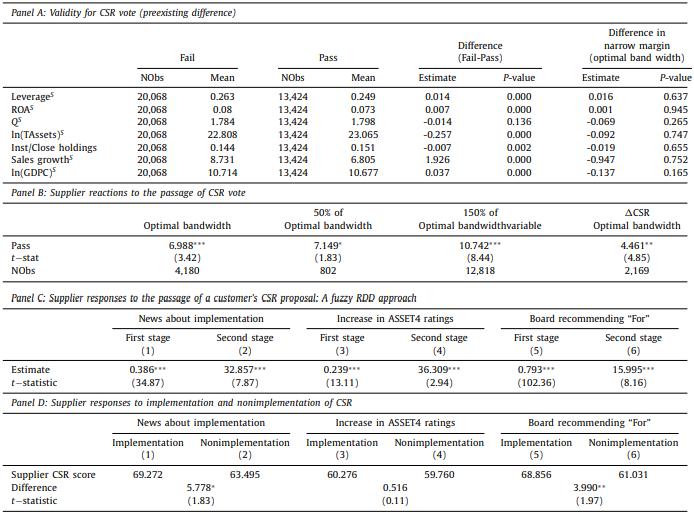 Panel A: Validity for CSR vote (preexisting difference)
Fail Pass Difference (Fail-Pass) Difference in narrow margin (optimal band width)
NObs Mean NObs Mean Estimate P-value Estimate P-value
Leverage^S 20,068 0.263 13,424 0.249 0.014 0.000 0.016 0.637
ROA^S 20,068 0.08 13,424 0.073 0.007 0.000 0.001 0.945
Q^S 20,068 1.784 13,424 1.798 -0.014 0.136 -0.069 0.265
ln(TAssets)^S 20,068 22.808 13,424 23.065 -0.257 0.000 -0.092 0.747
Inst/Close holdings 20,068 0.144 13,424 0.151 -0.007 0.002 -0.019 0.655
Sales growth^S 20,068 8.731 13,424 6.805 1.926 0.000 -0.947 0.752
ln(GDPC)^S 20,068 10.714 13,424 10.677 0.037 0.000 -0.137 0.165
Panel B: Supplier reactions to the passage of CSR vote
Optimal bandwidth 50% of Optimal bandwidth 150% of Optimal bandwidthvariable ΔCSR Optimal bandwidth
Pass 6.988*** 7.149* 10.742*** 4.461**
t−stat (3.42) (1.83) (8.44) (4.85)
NObs 4,180 802 12,818 2,169
Panel C: Supplier responses to the passage of a customer's CSR proposal: A fuzzy RDD approach
News about implementation Increase in ASSET4 ratings Board recommending "For"
First stage Second stage First stage Second stage First stage Second stage
(1) (2) (3) (4) (5) (6)
Estimate 0.386*** 32.857*** 0.239*** 36.309*** 0.793*** 15.995***
t−statistic (34.87) (7.87) (13.11) (2.94) (102.36) (8.16)
Panel D: Supplier responses to implementation and nonimplementation of CSR
News about implementation Increase in ASSET4 ratings Board recommending "For"
Implementation Nonimplementation Implementation Nonimplementation Implementation Nonimplementation
(1) (2) (3) (4) (5) (6)
Supplier CSR score 69.272 63.495 60.276 59.760 68.856 61.031
Difference 5.778* 0.516 3.990**
t−statistic (1.83) (0.11) (1.97)